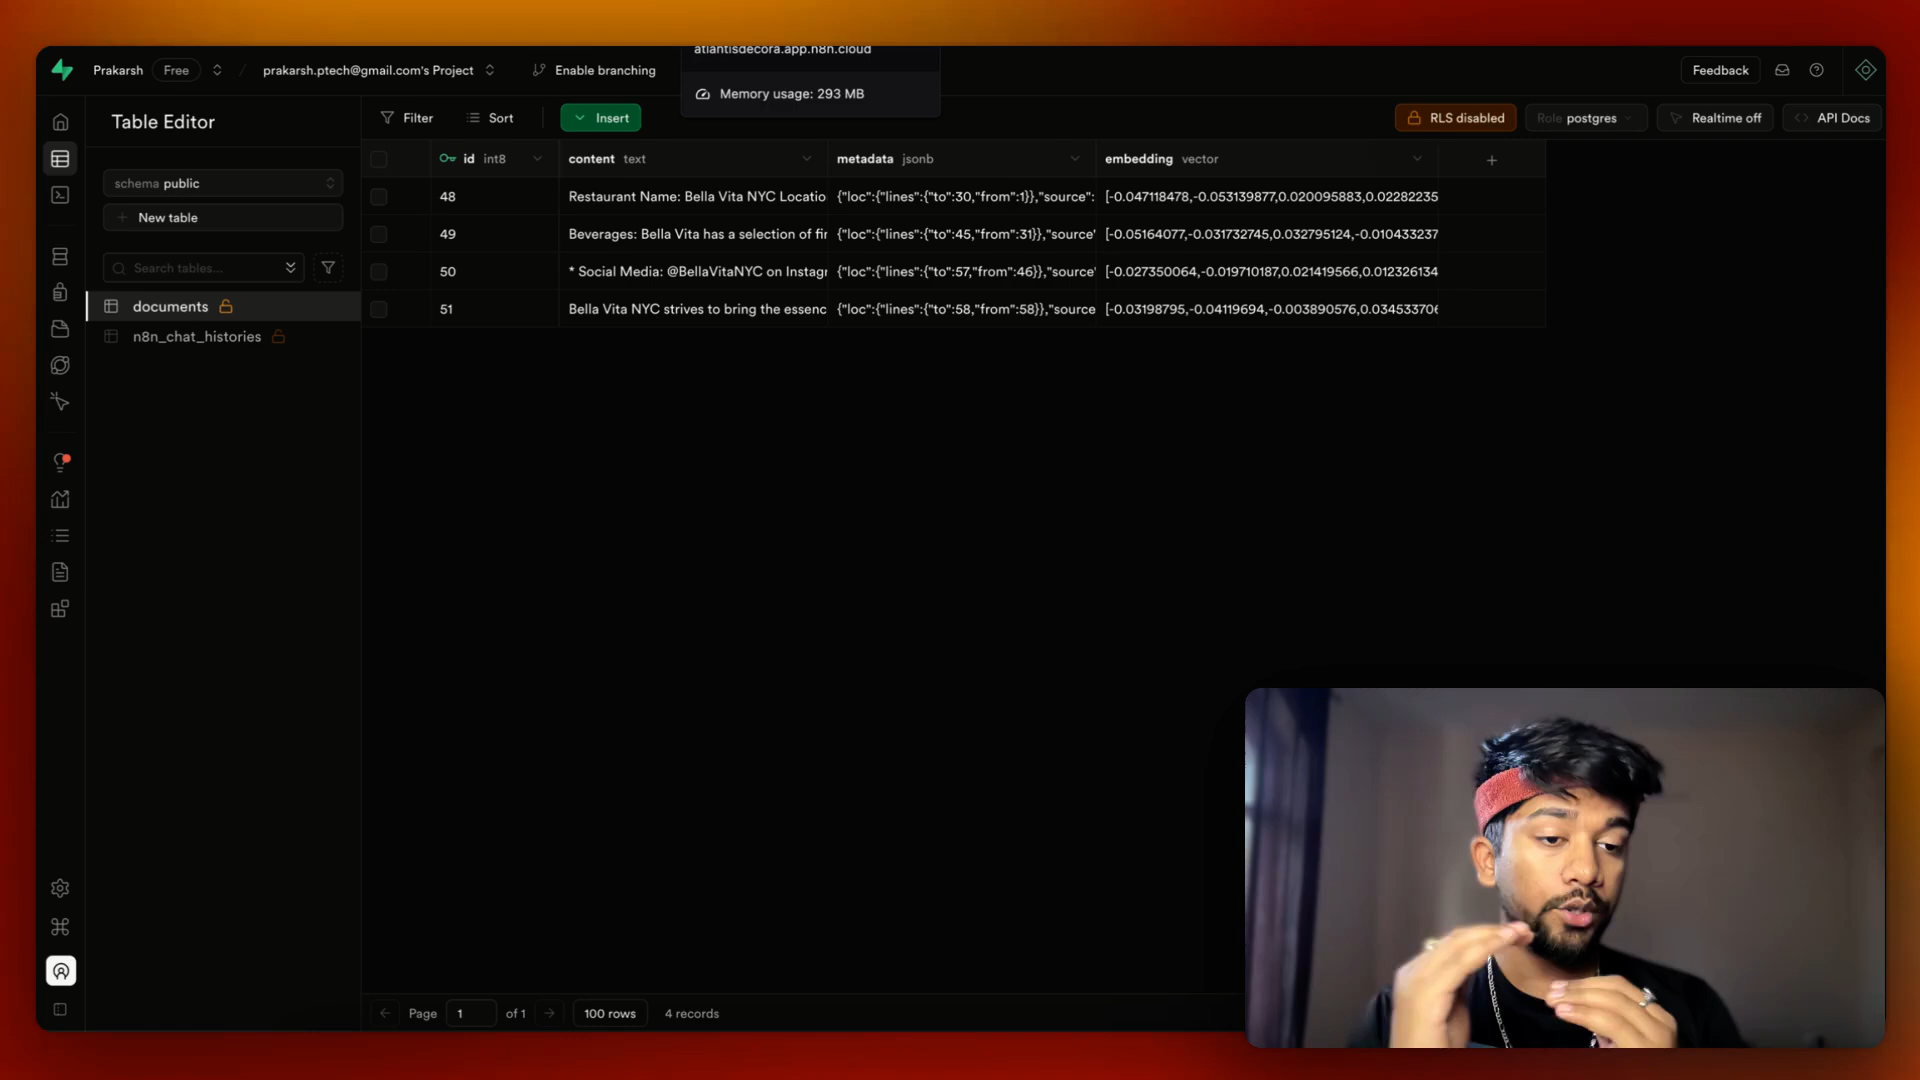 atlantisdecora.app.n8n.cloud
Memory usage: 293 MB
Prakarsh Free / prakarsh.ptech@gmail.com's Project Enable branching
Feedback
Table Editor
Filter Sort Insert
RLS disabled Role postgres Realtime off API Docs
schema public
New table
Search tables...
documents
n8n_chat_histories
id int8 content text metadata jsonb embedding vector
48 Restaurant Name: Bella Vita NYC Locatio {"loc":{"lines":{"to":30,"from":1}},"source": [-0.047118478,-0.053139877,0.020095883,0.02282235
49 Beverages: Bella Vita has a selection of fir {"loc":{"lines":{"to":45,"from":31}},"source" [-0.05164077,-0.031732745,0.032795124,-0.010433237
50 * Social Media: @BellaVitaNYC on Instagr {"loc":{"lines":{"to":57,"from":46}},"source" [-0.027350064,-0.019710187,0.021419566,0.012326134
51 Bella Vita NYC strives to bring the essenc {"loc":{"lines":{"to":58,"from":58}},"source [-0.03198795,-0.04119694,-0.003890576,0.034533706
Page 1 of 1 100 rows 4 records